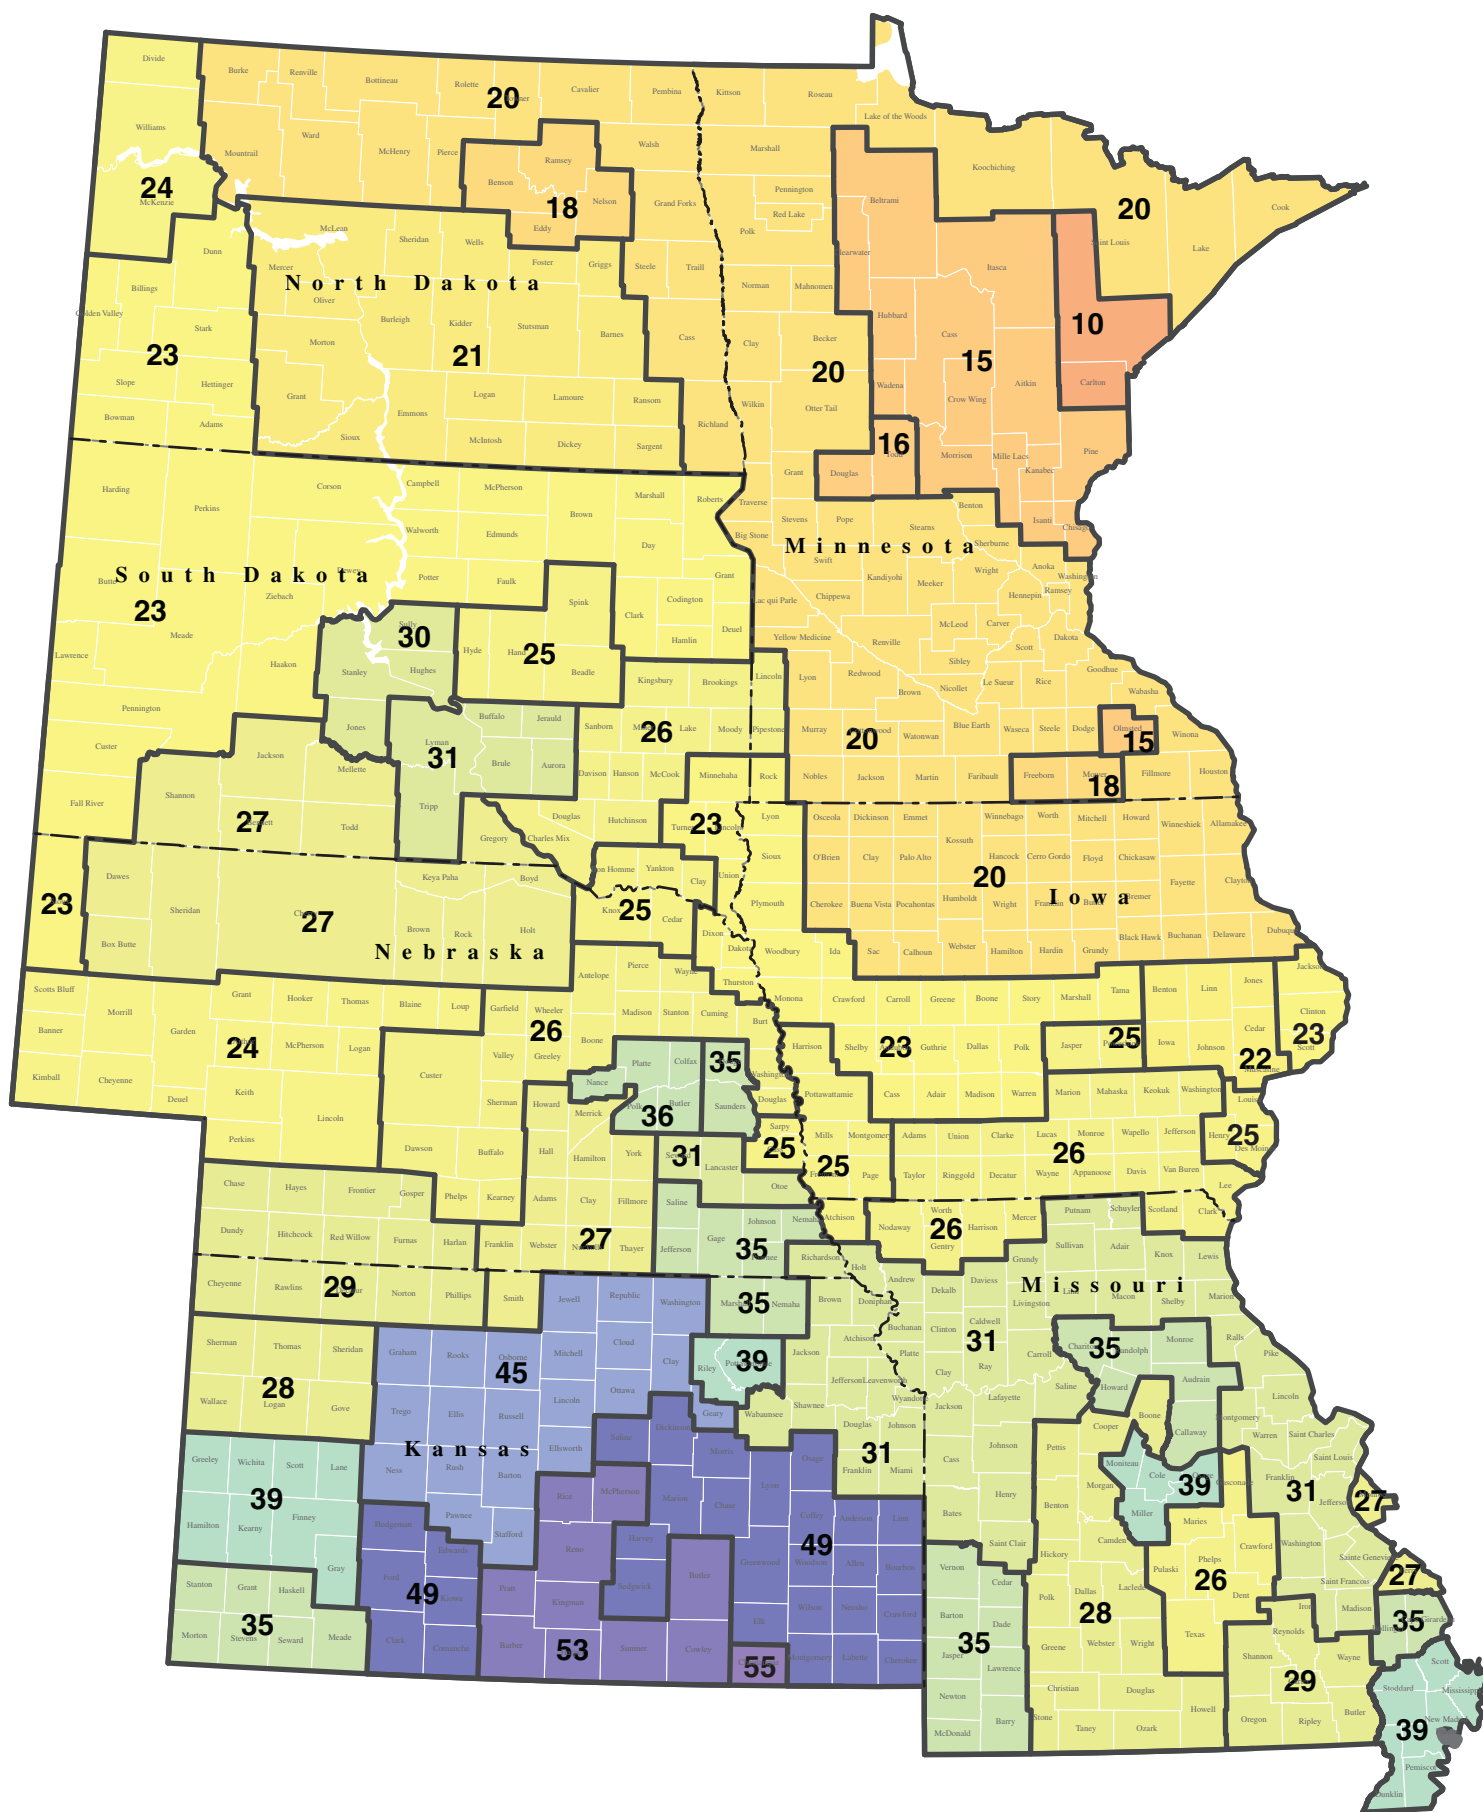 Divide Burke Renville Bottineau Rolette Cavalier Pembina Kittson Roseau
20
Lake of the Woods
Williams Ward Mountrail McHenry Pierce Ramsey Walsh Marshall Koochiching
24
McKenzie
Benson Nelson Grand Forks Pennington Red Lake Beltrami
18
20
Cook
Eddy Polk Saint Louis Lake
Dunn McLean Sheridan Wells Foster Griggs Steele Traill Norman Mahnomen Itasca
North Dakota
Mercer Billings Oliver Burleigh Kidder Stutsman Barnes Cass Clay Becker Hubbard Cass
10
Stark Morton
23
21
20
15
Slope Hettinger Grant Emmons Logan Lamoure Ransom Wilkin Otter Tail Wadena Crow Wing Aitkin Carlton
Bowman Adams Sioux McIntosh Dickey Sargent Richland
16
Morrison Mille Lacs Kanabec Pine
Harding Perkins Corson Campbell McPherson Brown Marshall Roberts Grant Douglas Traverse
Walworth Edmunds Day Big Stone Stevens Pope Stearns Benton Isanti
Minnesota
Sherburne
South Dakota
Ziebach Potter Faulk Grant Swift Kandiyohi Meeker Wright Anoka Washington
23
Meade Spink Clark Codington Lac qui Parle Chippewa Hennepin Ramsey
30
Sully
25
Hyde Hand Hamlin Deuel Yellow Medicine Renville McLeod Carver Scott Dakota
Lawrence Haakon Stanley Hughes Beadle Kingsbury Brookings Lincoln Lyon Redwood Brown Nicollet Sibley Le Sueur Rice Goodhue Wabasha
Pennington Jones Buffalo Jerauld Sanborn Lake Moody Pipestone Murray Watonwan Blue Earth Waseca Steele Dodge Olmsted Winona
26
20
15
Custer Jackson Mellette Lyman Brule Aurora Davison Hanson McCook Minnehaha Rock Nobles Jackson Martin Faribault Freeborn Fillmore Houston
31
18
Fall River Shannon Todd Tripp Gregory Charles Mix Douglas Hutchinson Turner Lyon Osceola Dickinson Emmet Kossuth Winnebago Worth Mitchell Howard Winneshiek Allamakee
27
23
Yankton Clay Union Sioux O'Brien Clay Palo Alto Hancock Cerro Gordo Floyd Chickasaw
Dawes Keya Paha Boyd
23
27
25
20
Iowa
Sheridan Box Butte Brown Rock Holt Cedar Dixon Plymouth Cherokee Buena Vista Pocahontas Humboldt Wright Bremer Fayette
Nebraska
Dakota Woodbury Ida Sac Calhoun Webster Hamilton Hardin Grundy Black Hawk Buchanan Delaware
Antelope Pierce Thurston Jackson
Scotts Bluff Grant Hooker Thomas Blaine Loup Garfield Wheeler Madison Stanton Cuming Burt Monona Crawford Carroll Greene Boone Story Marshall Tama Benton Linn Jones Clinton
Banner Morrill Garden McPherson Logan Valley Greeley Boone Platte Colfax Harrison Shelby Guthrie Dallas Polk Jasper Iowa Johnson Cedar Scott
24
26
35
23
25
22
23
Kimball Cheyenne Deuel Keith Lincoln Custer Sherman Howard Nance Merrick Butler Saunders Washington Douglas Pottawattamie Cass Adair Madison Warren Marion Mahaska Keokuk Washington
36
Perkins Dawson Buffalo Hall Hamilton York Lancaster Sarpy Mills Montgomery Adams Union Clarke Lucas Monroe Wapello Jefferson Henry
31
25
25
26
25
Chase Hayes Frontier Gosper Phelps Kearney Adams Clay Fillmore Saline Otoe Page Taylor Ringgold Decatur Wayne Appanoose Davis Van Buren Lee
Dundy Hitchcock Red Willow Furnas Harlan Franklin Webster Thayer Jefferson Gage Johnson Richardson Atchison Nodaway Worth Gentry Harrison Mercer Putnam Schuyler Scotland Clark
27
35
26
Missouri
29
Cheyenne Rawlins Norton Phillips Smith Jewell Republic Washington Nemaha Brown Doniphan Holt Andrew Dekalb Daviess Grundy Livingston Sullivan Adair Knox Lewis Macon Shelby Marion
35
Sherman Thomas Sheridan Graham Rooks Osborne Mitchell Cloud Clay Riley Jackson Atchison Buchanan Clinton Caldwell Carroll Monroe Ralls Pike
28
45
39
31
35
Wallace Logan Gove Trego Ellis Russell Lincoln Ottawa Geary Wabaunsee Shawnee Jefferson Leavenworth Wyandotte Platte Clay Ray Saline Howard Audrain
Kansas
Greeley Wichita Scott Lane Ness Rush Barton Ellsworth Saline Dickinson Morris Osage Douglas Johnson Franklin Miami Jackson Lafayette Johnson Cass Pettis Cooper Boone Callaway Montgomery Lincoln Warren Saint Charles Saint Louis
39
31
39
31
27
Hamilton Kearny Finney Gray Hodgeman Pawnee Stafford Rice McPherson Marion Chase Lyon Coffey Anderson Linn Bates Henry Benton Morgan Moniteau Cole Miller Maries Gasconade Franklin Jefferson
49
49
26
27
Stanton Grant Haskell Ford Edwards Kiowa Pratt Reno Kingman Harvey Sedgwick Butler Greenwood Woodson Allan Bourbon Vernon Saint Clair Cedar Hickory Camden Pulaski Phelps Crawford Dent Washington Saint Francois Sainte Genevieve
35
35
28
35
Morton Stevens Seward Meade Clark Comanche Barber Sumner Cowley Elk Wilson Neosho Crawford Montgomery Labette Cherokee Barton Dade Polk Dallas Laclede Texas Iron Madison Reynolds
53
55
29
Jasper Lawrence Greene Webster Wright Shannon Wayne Scott Stoddard Mississippi
39
Newton McDonald Barry Christian Stone Taney Douglas Ozark Howell Oregon Ripley Butler New Madrid
Pemiscot
Dunklin